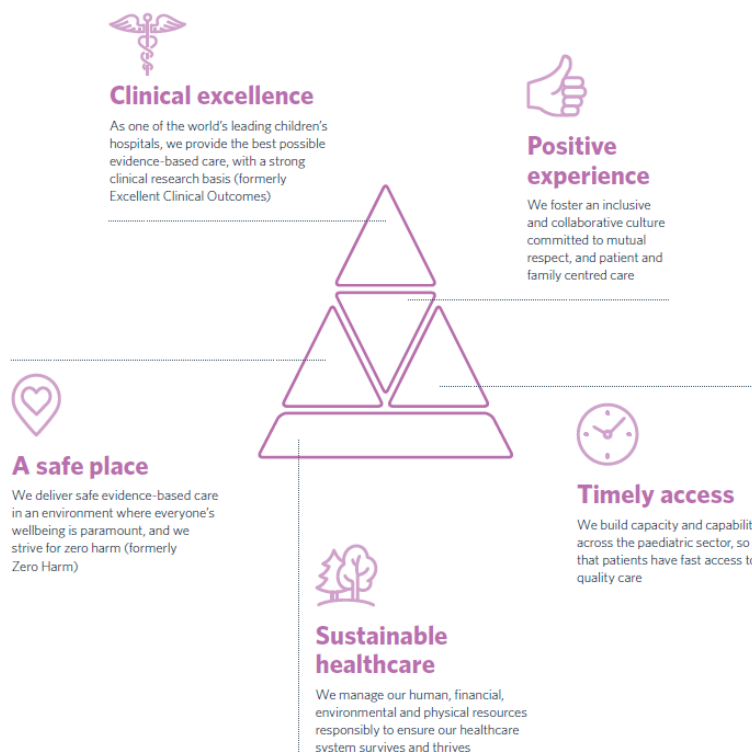 Clinical excellence
As one of the world's leading children's
hospitals, we provide the best possible
evidence-based care, with a strong
clinical research basis (formerly
Excellent Clinical Outcomes)
Positive
experience
We foster an inclusive
and collaborative culture
committed to mutual
respect, and patient and
family centred care
A safe place
We deliver safe evidence-based care
in an environment where everyone's
wellbeing is paramount, and we
strive for zero harm (formerly
Zero Harm)
Timely access
We build capacity and capabilit
across the paediatric sector, so
that patients have fast access to
quality care
Sustainable
healthcare
We manage our human, financial,
environmental and physical resources
responsibly to ensure our healthcare
system survives and thrives